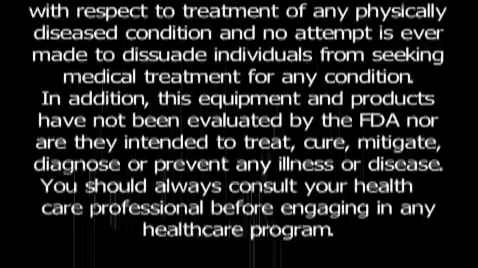 with respect to treatment of any physically
diseased condition and no attempt is ever
made to dissuade individuals from seeking
medical treatment for any condition.
In addition, this equipment and products
have not been evaluated by the FDA nor
are they intended to treat, cure, mitigate,
diagnose or prevent any illness or disease.
You should always consult your health
care professional before engaging in any
healthcare program.